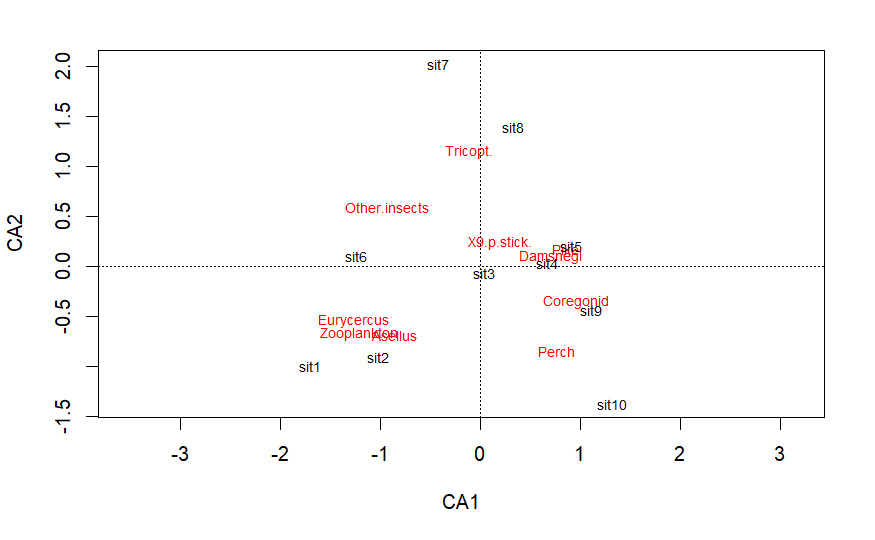 2.0
sit7
1.5
sit8
Tricopt.
1.0
Other.insects
0.5
X9.p.stick.
sit5
CA2
sit6
Damsnegl
sit4
0.0
sit3
Coregonid
sit9
-0.5
Eurycercus
Zooplankton
Asellus
Perch
sit2
sit1
sit10
-1.5
-3 -2 -1 0 1 2 3
CA1